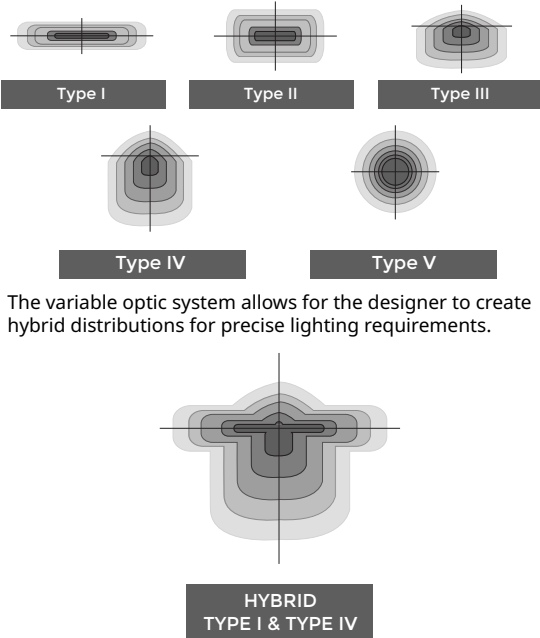 Type I
Type II
Type III
Type IV
Type V
The variable optic system allows for the designer to create
hybrid distributions for precise lighting requirements.
HYBRID
TYPE I & TYPE IV